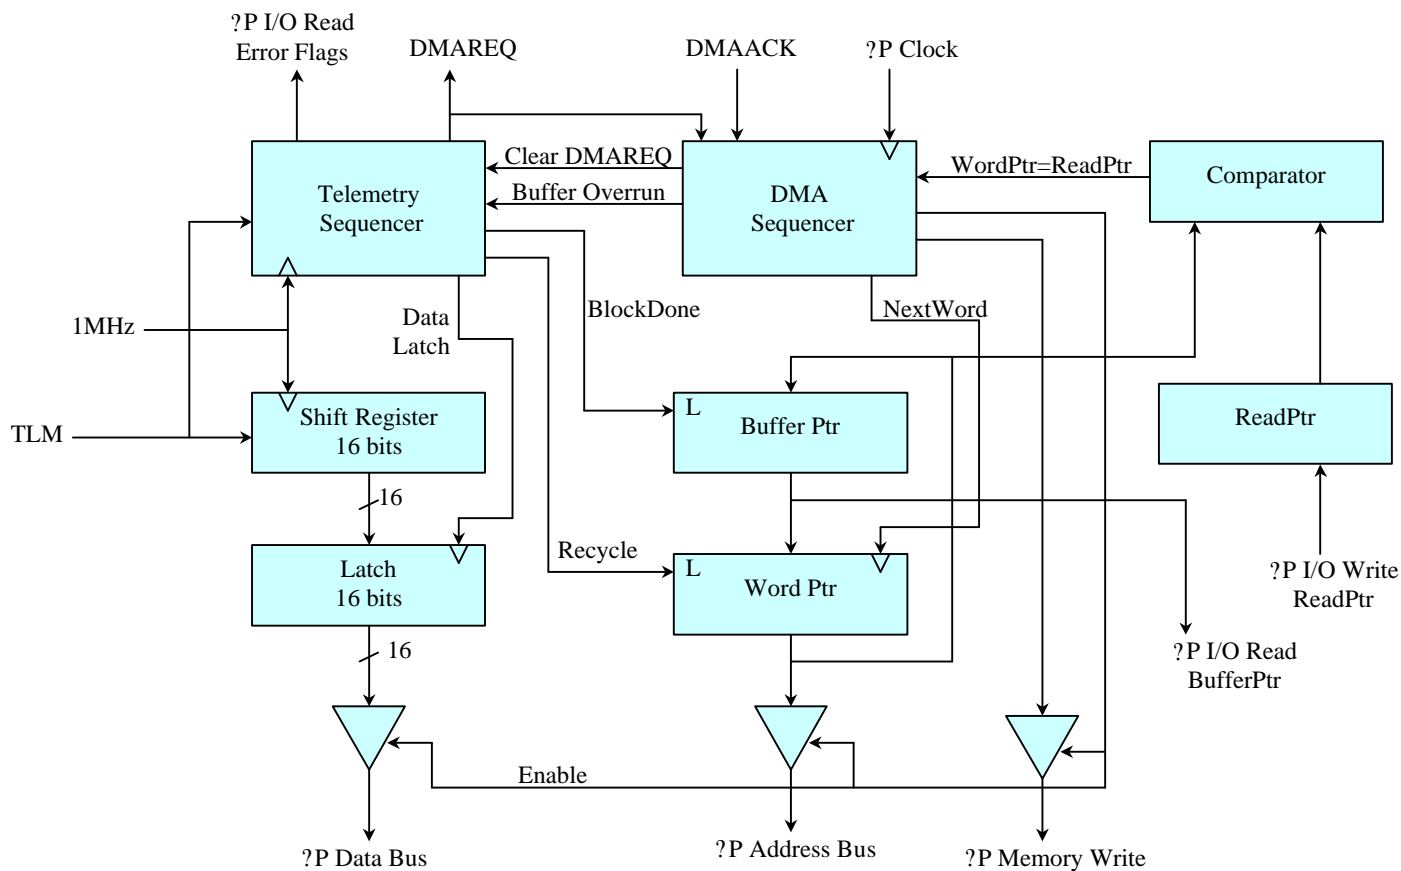 ?P I/O Read
Error Flags
DMAREQ
DMAACK
?P Clock
Clear DMAREQ
Buffer Overrun
WordPtr=ReadPtr
Telemetry
Sequencer
DMA
Sequencer
Comparator
1MHz
Data
Latch
BlockDone
NextWord
TLM
Shift Register
16 bits
L
Buffer Ptr
ReadPtr
16
Latch
16 bits
Recycle
L
Word Ptr
?P I/O Write
ReadPtr
16
?P I/O Read
BufferPtr
Enable
?P Data Bus
?P Address Bus
?P Memory Write